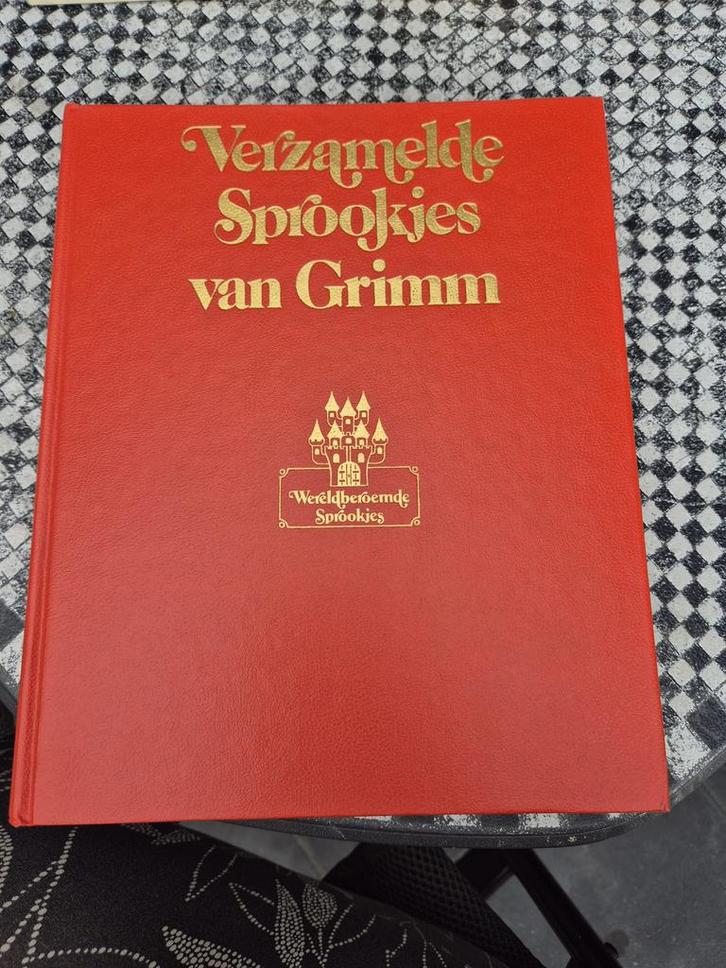 Verzamelde
Sprookjes
van Grimm
Wereldberoemde
Sprookjes